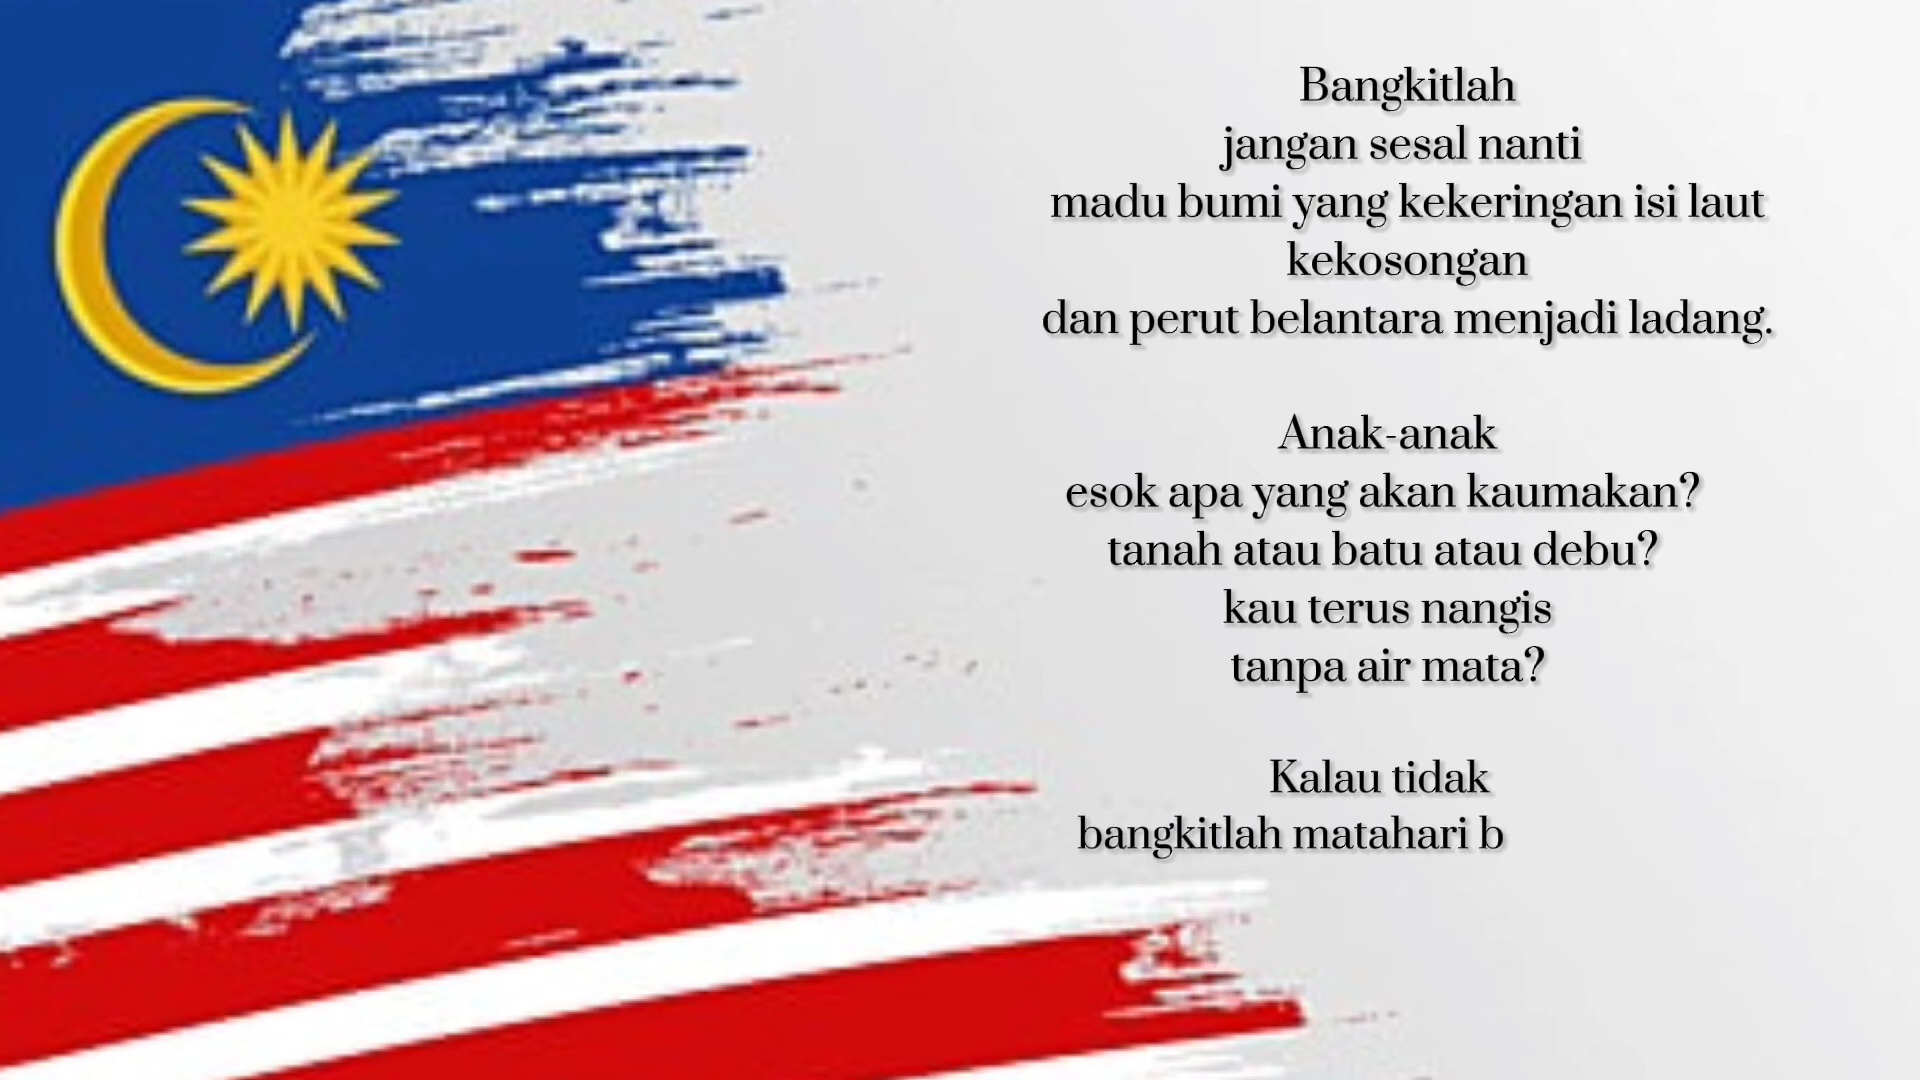 Bangkitlah
jangan sesal nanti
madu bumi yang kekeringan isi laut
kekosongan
dan perut belantara menjadi ladang.
Anak-anak
esok apa yang akan kaumakan?
tanah atau batu atau debu?
kau terus nangis
tanpa air mata?
Kalau tidak
bangkitlah matahari b